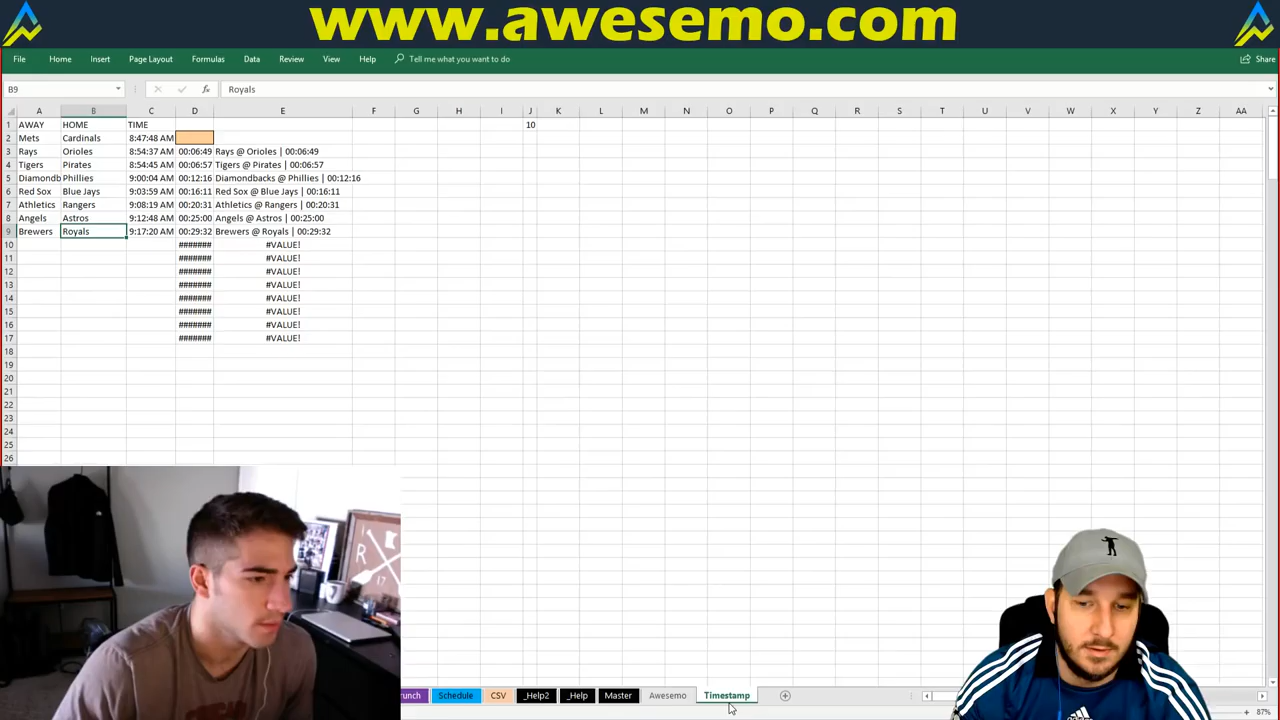 www.awesemo.com
File Home Insert Page Layout Formulas Data Review View Help Tell me what you want to do Share
B9 fx Royals
A B C D E F G H I J K L M N O P Q R S T U V W X Y Z AA
1 AWAY HOME TIME 10
2 Mets Cardinals 8:47:48 AM
3 Rays Orioles 8:54:37 AM 00:06:49 Rays @ Orioles | 00:06:49
4 Tigers Pirates 8:54:45 AM 00:06:57 Tigers @ Pirates | 00:06:57
5 Diamondb Phillies 9:00:04 AM 00:12:16 Diamondbacks @ Phillies | 00:12:16
6 Red Sox Blue Jays 9:03:59 AM 00:16:11 Red Sox @ Blue Jays | 00:16:11
7 Athletics Rangers 9:08:19 AM 00:20:31 Athletics @ Rangers | 00:20:31
8 Angels Astros 9:12:48 AM 00:25:00 Angels @ Astros | 00:25:00
9 Brewers Royals 9:17:20 AM 00:29:32 Brewers @ Royals | 00:29:32
10 ####### #VALUE!
11 ####### #VALUE!
12 ####### #VALUE!
13 ####### #VALUE!
14 ####### #VALUE!
15 ####### #VALUE!
16 ####### #VALUE!
17 ####### #VALUE!
18
19
20
21
22
23
24
25
26
I R
17
runch Schedule CSV _Help2 _Help Master Awesemo Timestamp
87%